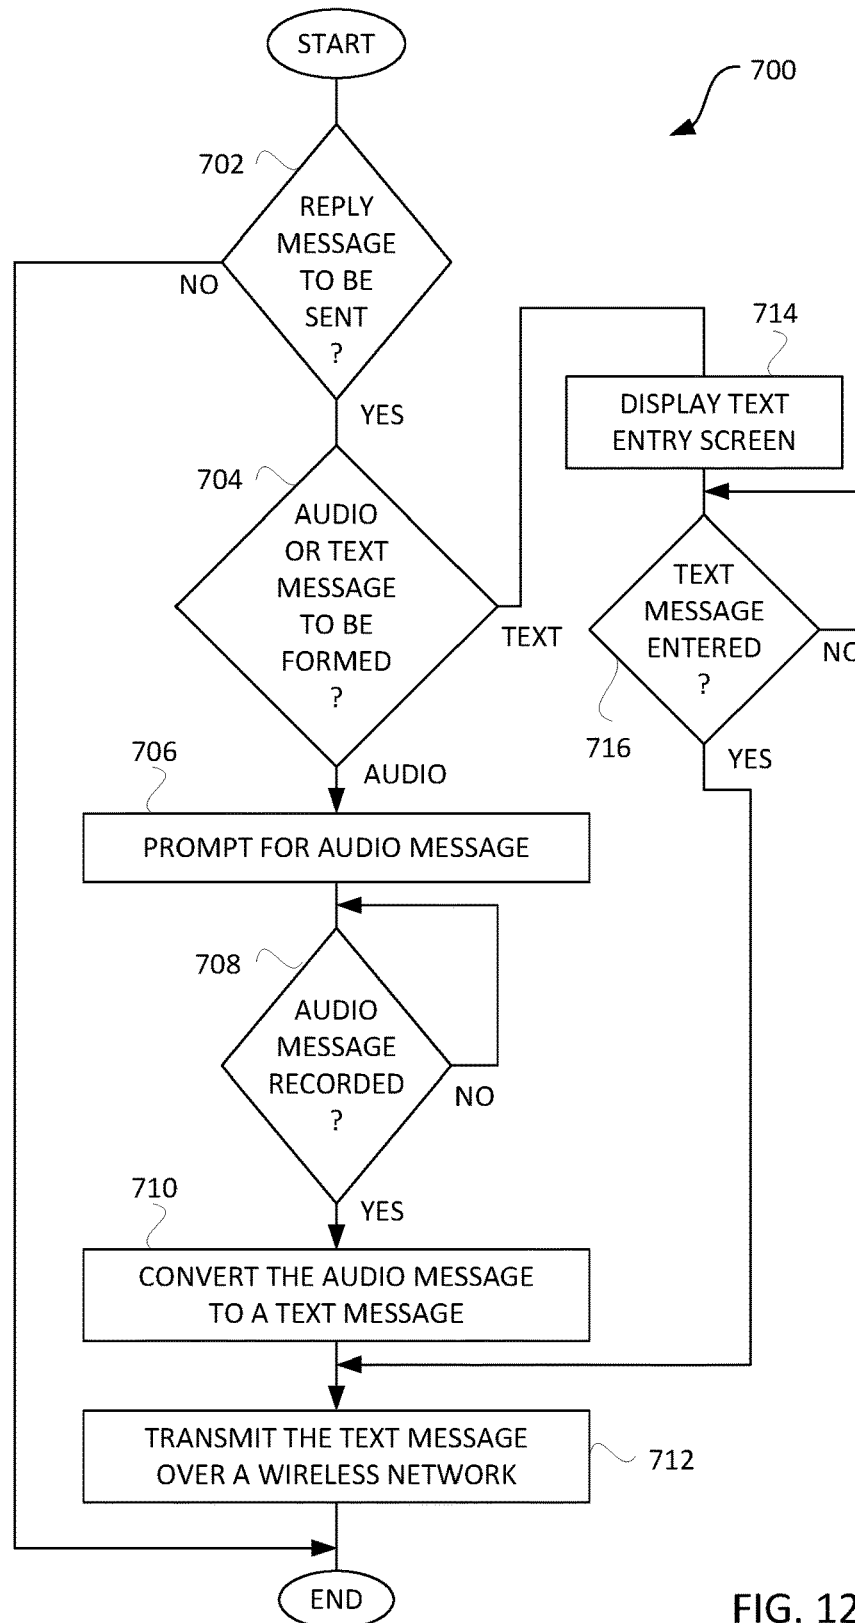 START
700
702
REPLY
MESSAGE
TO BE
SENT
?
NO
YES
704
AUDIO
OR TEXT
MESSAGE
TO BE
FORMED
?
TEXT
AUDIO
714
DISPLAY TEXT
ENTRY SCREEN
TEXT
MESSAGE
ENTERED
?
NO
716
YES
706
PROMPT FOR AUDIO MESSAGE
708
AUDIO
MESSAGE
RECORDED
?
NO
YES
710
CONVERT THE AUDIO MESSAGE
TO A TEXT MESSAGE
TRANSMIT THE TEXT MESSAGE
OVER A WIRELESS NETWORK
712
END
FIG. 12